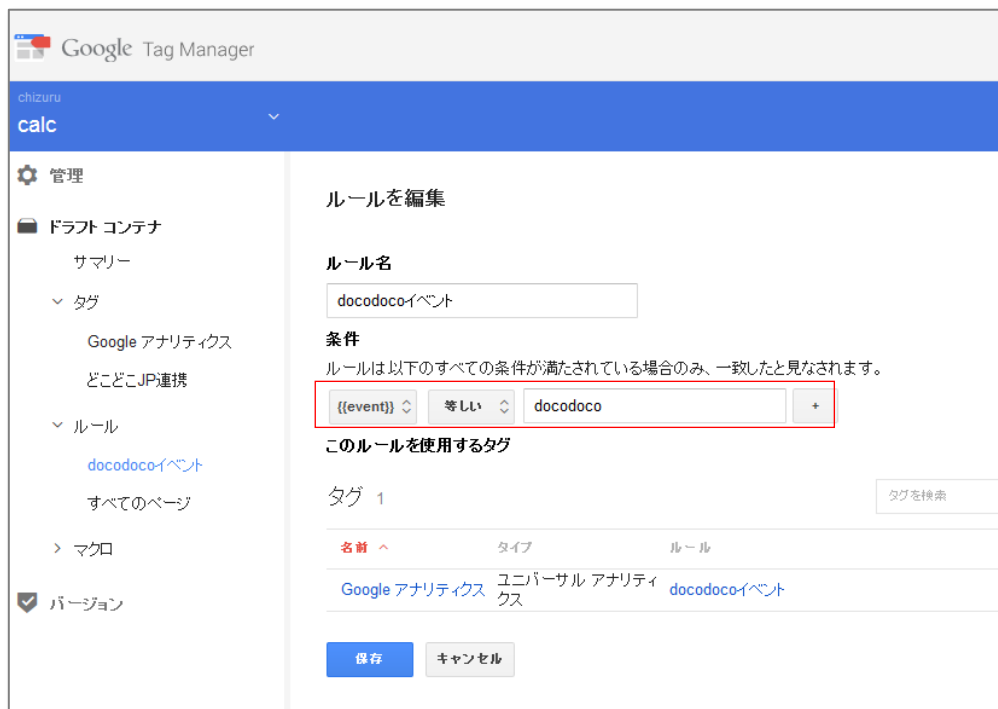 Google Tag Manager
chizuru
calc
管理
ドラフト コンテナ
サマリー
タグ
Google アナリティクス
どこどこJP連携
ルール
docodocoイベント
すべてのページ
マクロ
バージョン
ルールを編集
ルール名
docodocoイベント
条件
ルールは以下のすべての条件が満たされている場合のみ、一致したと見なされます。
{{event}} 等しい docodoco +
このルールを使用するタグ
タグ 1 タグを検索
名前 タイプ ルール
Google アナリティクス ユニバーサル アナリティ docodocoイベント
クス
保存 キャンセル